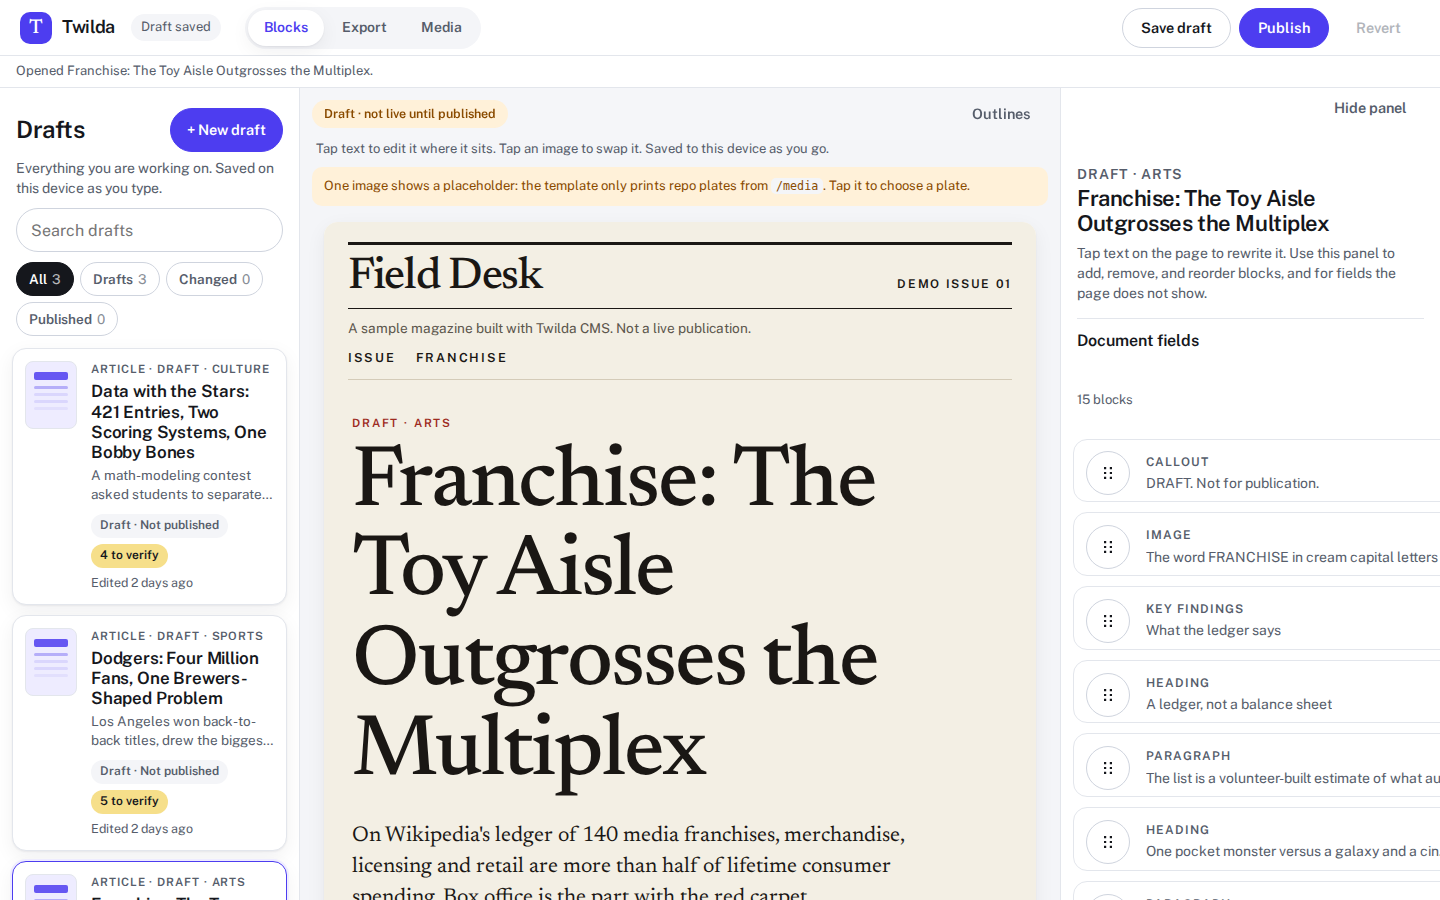 T Twilda Draft saved Blocks Export Media Save draft Publish Revert
Opened Franchise: The Toy Aisle Outgrosses the Multiplex.
Drafts + New draft
Everything you are working on. Saved on
this device as you type.
Search drafts
All 3 Drafts 3 Changed 0
Published 0
ARTICLE · DRAFT · CULTURE
Data with the Stars:
421 Entries, Two
Scoring Systems, One
Bobby Bones
A math-modeling contest
asked students to separate...
Draft · Not published
4 to verify
Edited 2 days ago
ARTICLE · DRAFT · SPORTS
Dodgers: Four Million
Fans, One Brewers-
Shaped Problem
Los Angeles won back-to-
back titles, drew the bigges...
Draft · Not published
5 to verify
Edited 2 days ago
ARTICLE · DRAFT · ARTS
Draft · not live until published Outlines
Tap text to edit it where it sits. Tap an image to swap it. Saved to this device as you go.
One image shows a placeholder: the template only prints repo plates from /media. Tap it to choose a plate.
Field Desk DEMO ISSUE 01
A sample magazine built with Twilda CMS. Not a live publication.
ISSUE FRANCHISE
DRAFT · ARTS
Franchise: The
Toy Aisle
Outgrosses the
Multiplex
On Wikipedia's ledger of 140 media franchises, merchandise,
licensing and retail are more than half of lifetime consumer
spending. Box office is the part with the red carpet.
Hide panel
DRAFT · ARTS
Franchise: The Toy Aisle
Outgrosses the Multiplex
Tap text on the page to rewrite it. Use this panel to
add, remove, and reorder blocks, and for fields the
page does not show.
Document fields
15 blocks
CALLOUT
DRAFT. Not for publication.
IMAGE
The word FRANCHISE in cream capital letters
KEY FINDINGS
What the ledger says
HEADING
A ledger, not a balance sheet
PARAGRAPH
The list is a volunteer-built estimate of what au
HEADING
One pocket monster versus a galaxy and a cin